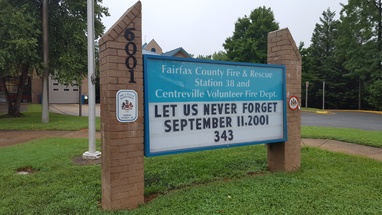 6001
Fairfax County Fire & Rescue
Station 38 and
Centreville Volunteer Fire Dept.
LET US NEVER FORGET
SEPTEMBER 11.2001
343